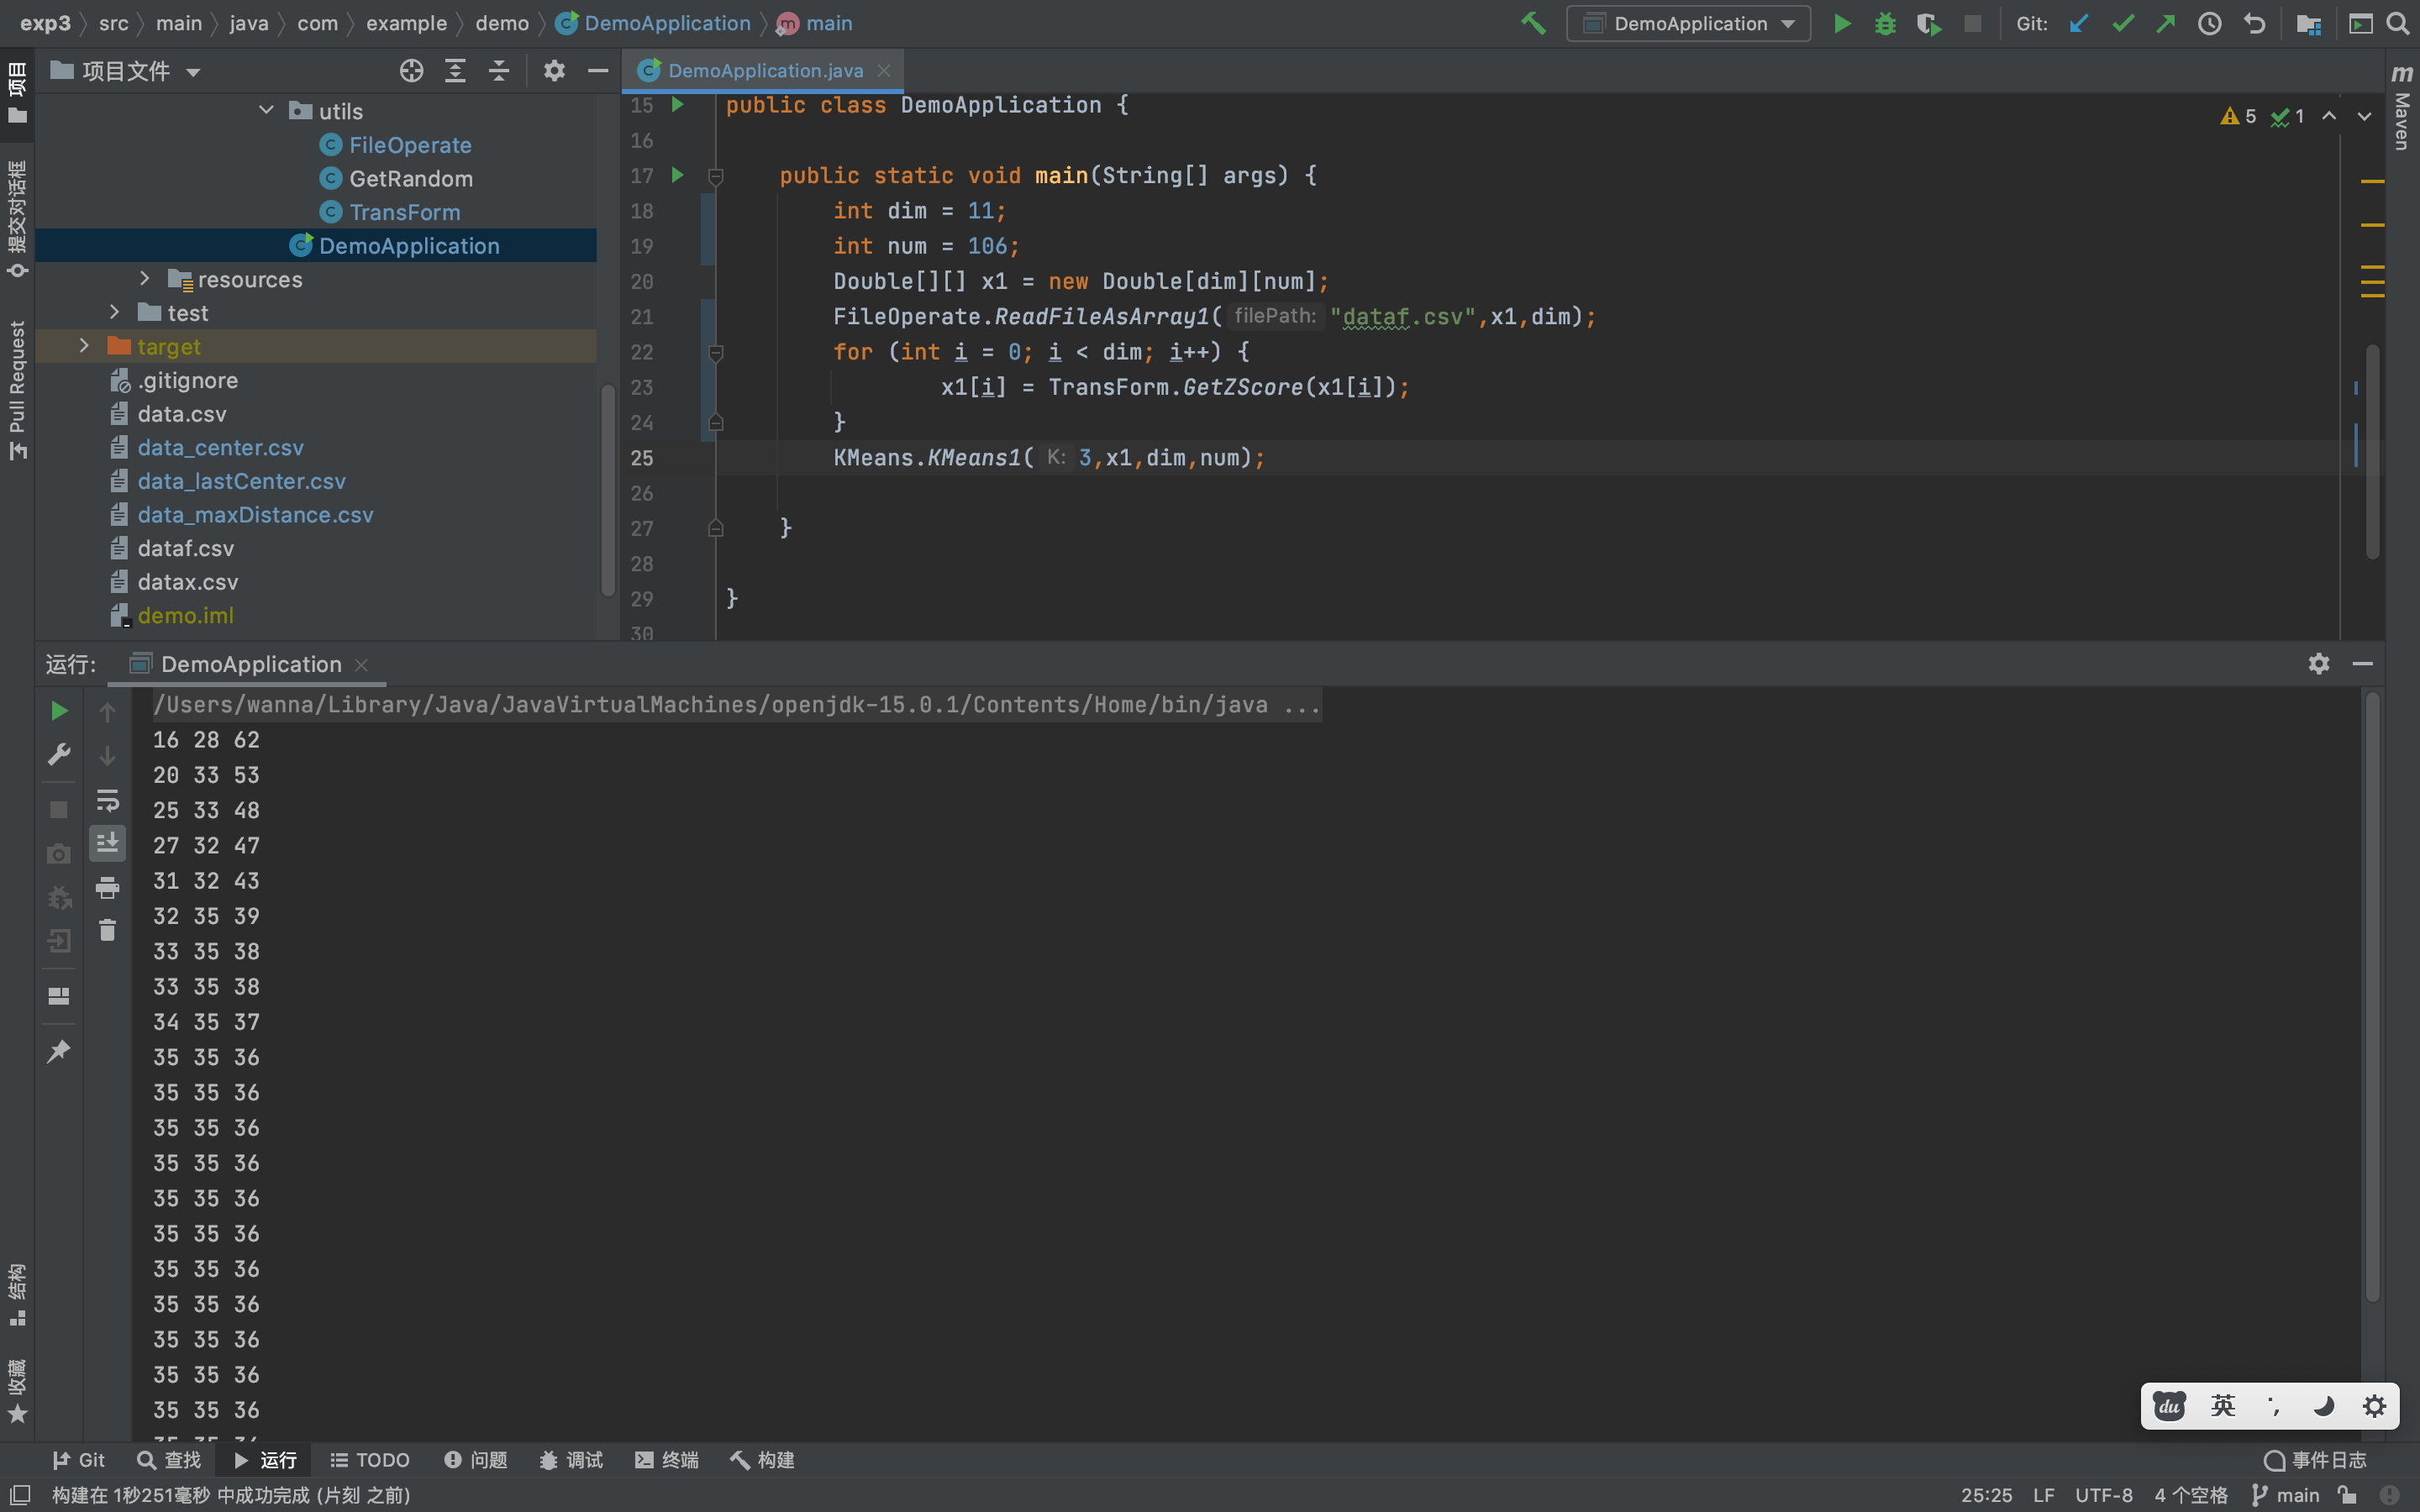 exp3 src main java com example demo DemoApplication main
DemoApplication
Git:
项目
提交对话框
Pull Request
结构
收藏
项目文件
utils
FileOperate
GetRandom
TransForm
DemoApplication
resources
test
target
.gitignore
data.csv
data_center.csv
data_lastCenter.csv
data_maxDistance.csv
dataf.csv
datax.csv
demo.iml
DemoApplication.java
5 1
m Maven
15 public class DemoApplication {
16
17 public static void main(String[] args) {
18 int dim = 11;
19 int num = 106;
20 Double[][] x1 = new Double[dim][num];
21 FileOperate.ReadFileAsArray1( filePath: "dataf.csv",x1,dim);
22 for (int i = 0; i < dim; i++) {
23 x1[i] = TransForm.GetZScore(x1[i]);
24 }
25 KMeans.KMeans1( K: 3,x1,dim,num);
26
27 }
28
29 }
30
运行: DemoApplication
/Users/wanna/Library/Java/JavaVirtualMachines/openjdk-15.0.1/Contents/Home/bin/java ...
16 28 62
20 33 53
25 33 48
27 32 47
31 32 43
32 35 39
33 35 38
33 35 38
34 35 37
35 35 36
35 35 36
35 35 36
35 35 36
35 35 36
35 35 36
35 35 36
35 35 36
35 35 36
35 35 36
35 35 36
du 英
Git 查找 运行 TODO 问题 调试 终端 构建 事件日志
构建在 1秒251毫秒 中成功完成 (片刻 之前) 25:25 LF UTF-8 4 个空格 main